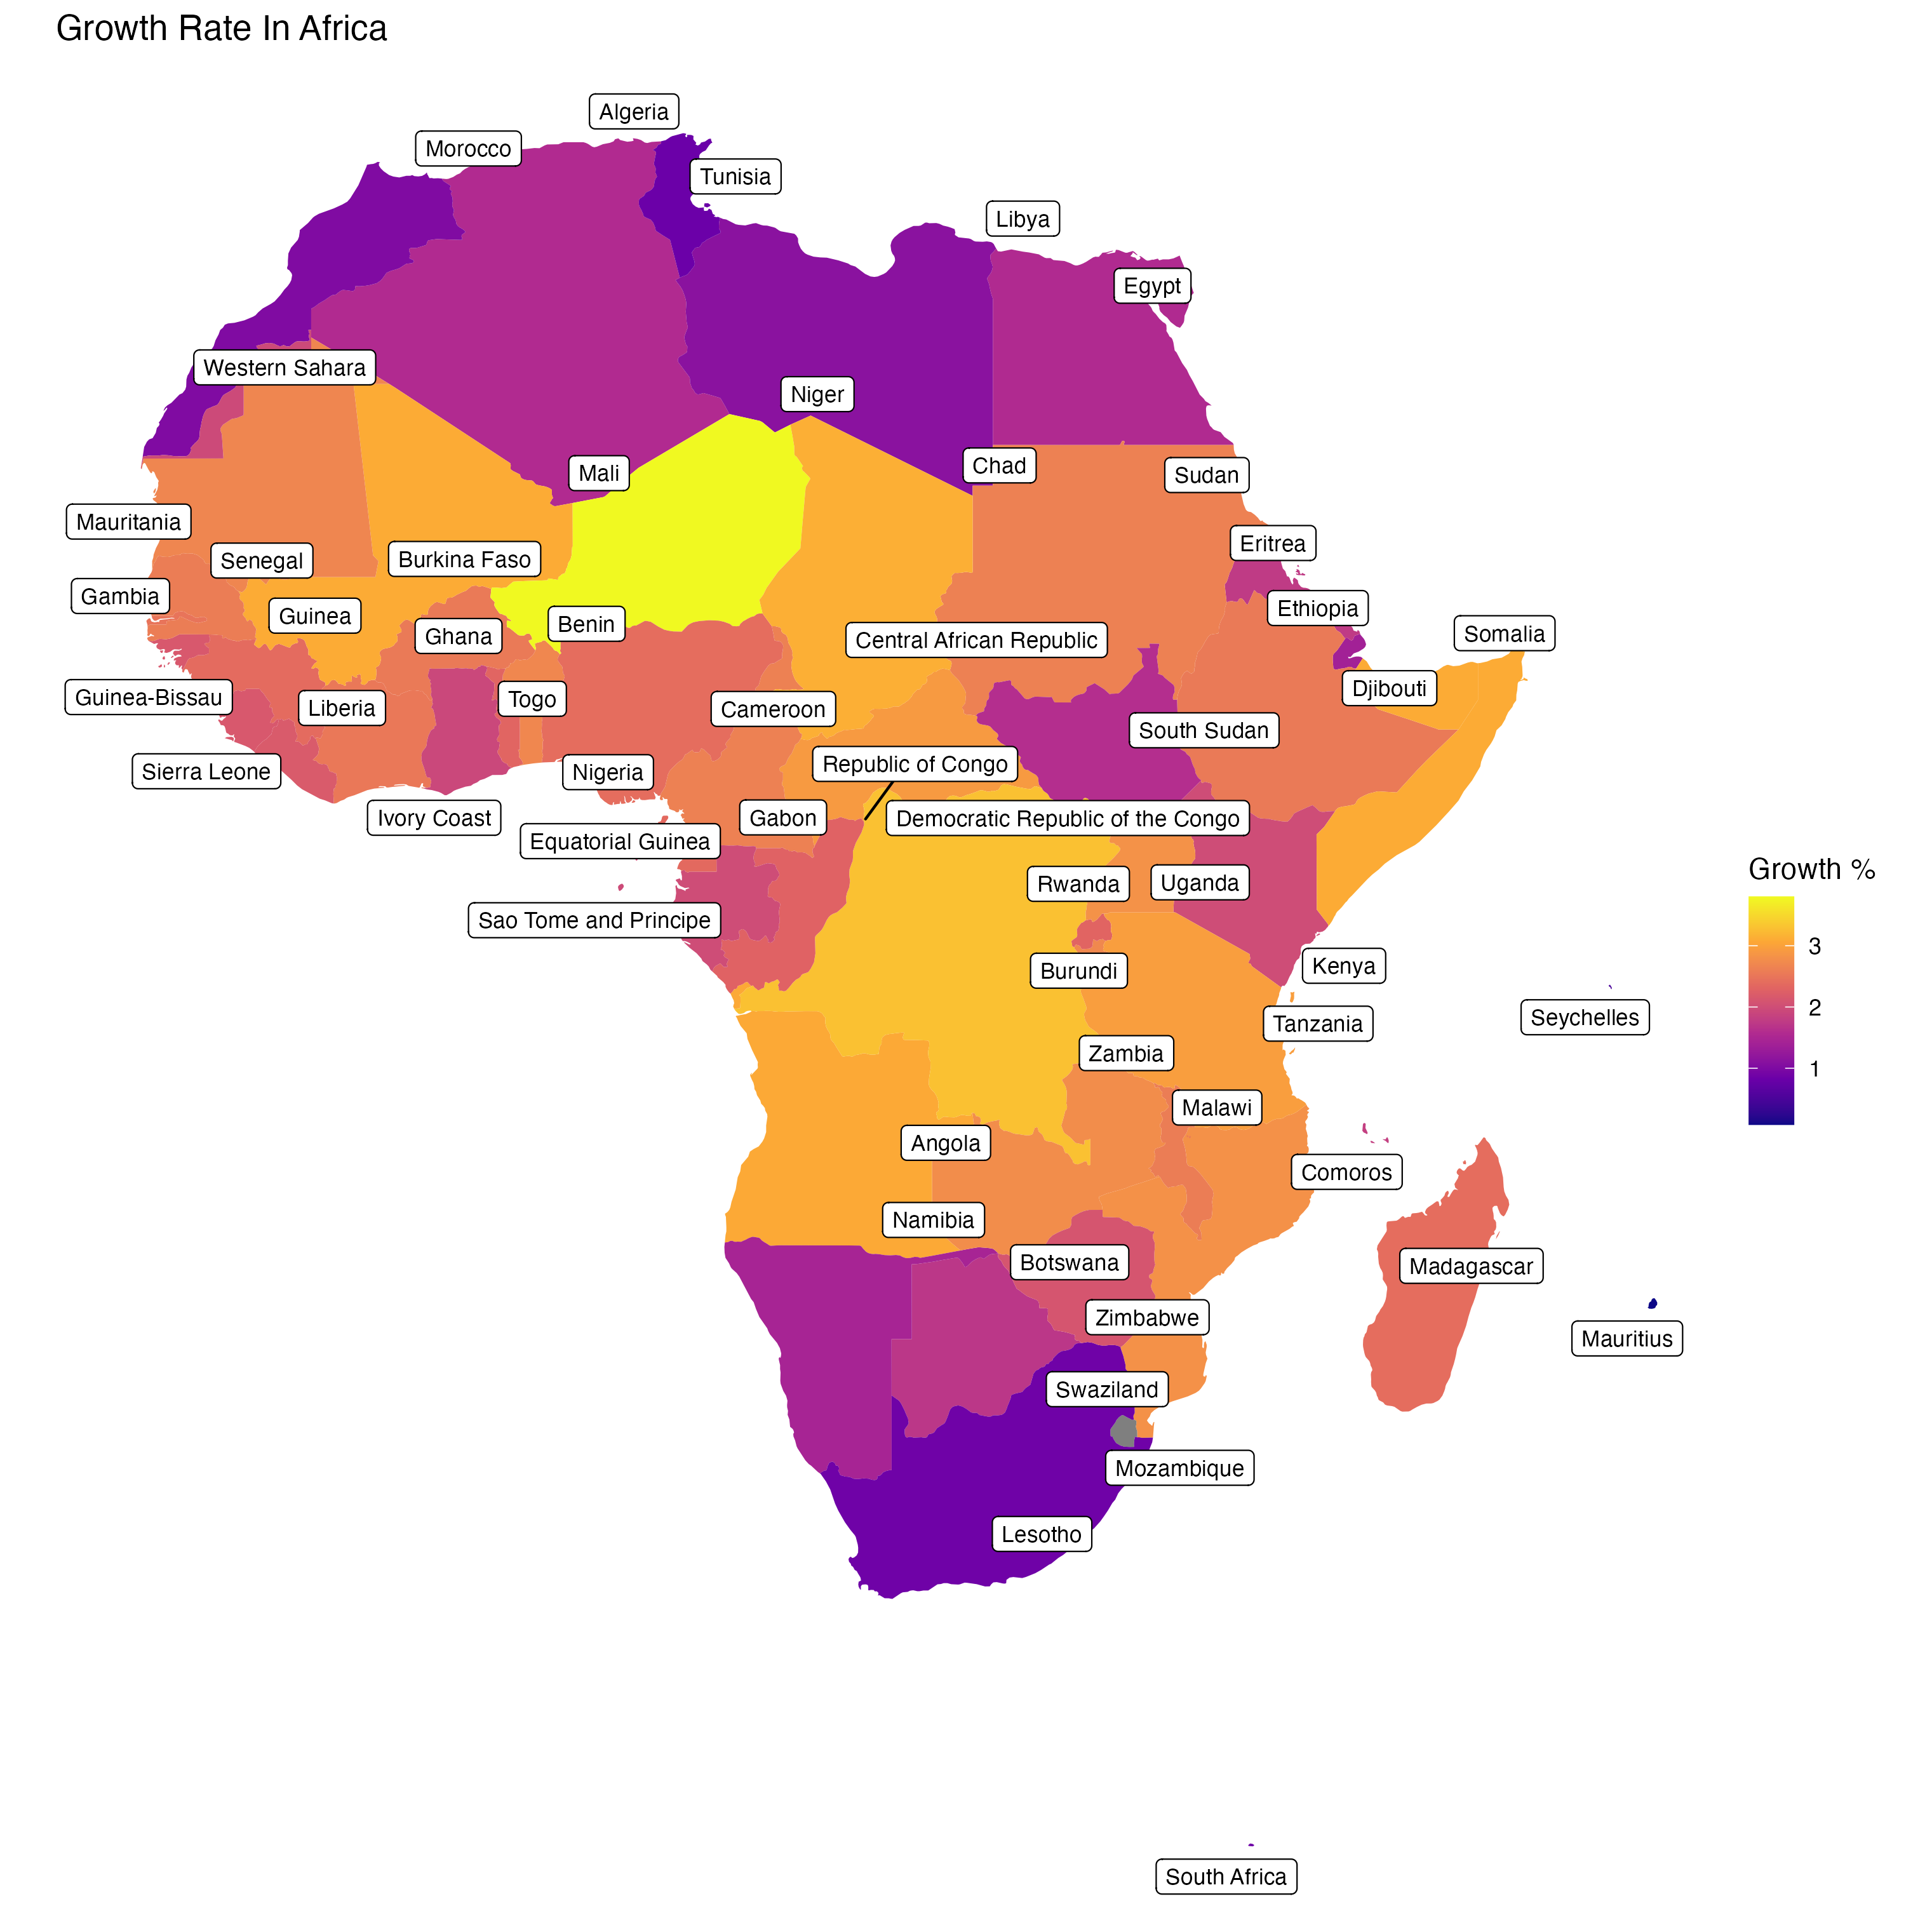 Growth Rate In Africa
Algeria
Morocco
Tunisia
Libya
Egypt
Western Sahara
Niger
Chad
Mali
Sudan
Mauritania
Eritrea
Senegal
Burkina Faso
Gambia
Ethiopia
Guinea
Benin
Ghana
Somalia
Central African Republic
Djibouti
Guinea-Bissau
Togo
Liberia
Cameroon
South Sudan
Republic of Congo
Sierra Leone
Nigeria
Ivory Coast
Gabon
Democratic Republic of the Congo
Equatorial Guinea
Growth %
Rwanda
Uganda
Sao Tome and Principe
3
Kenya
Burundi
2
Seychelles
Tanzania
Zambia
1
Malawi
Angola
Comoros
Namibia
Botswana
Madagascar
Zimbabwe
Mauritius
Swaziland
Mozambique
Lesotho
South Africa